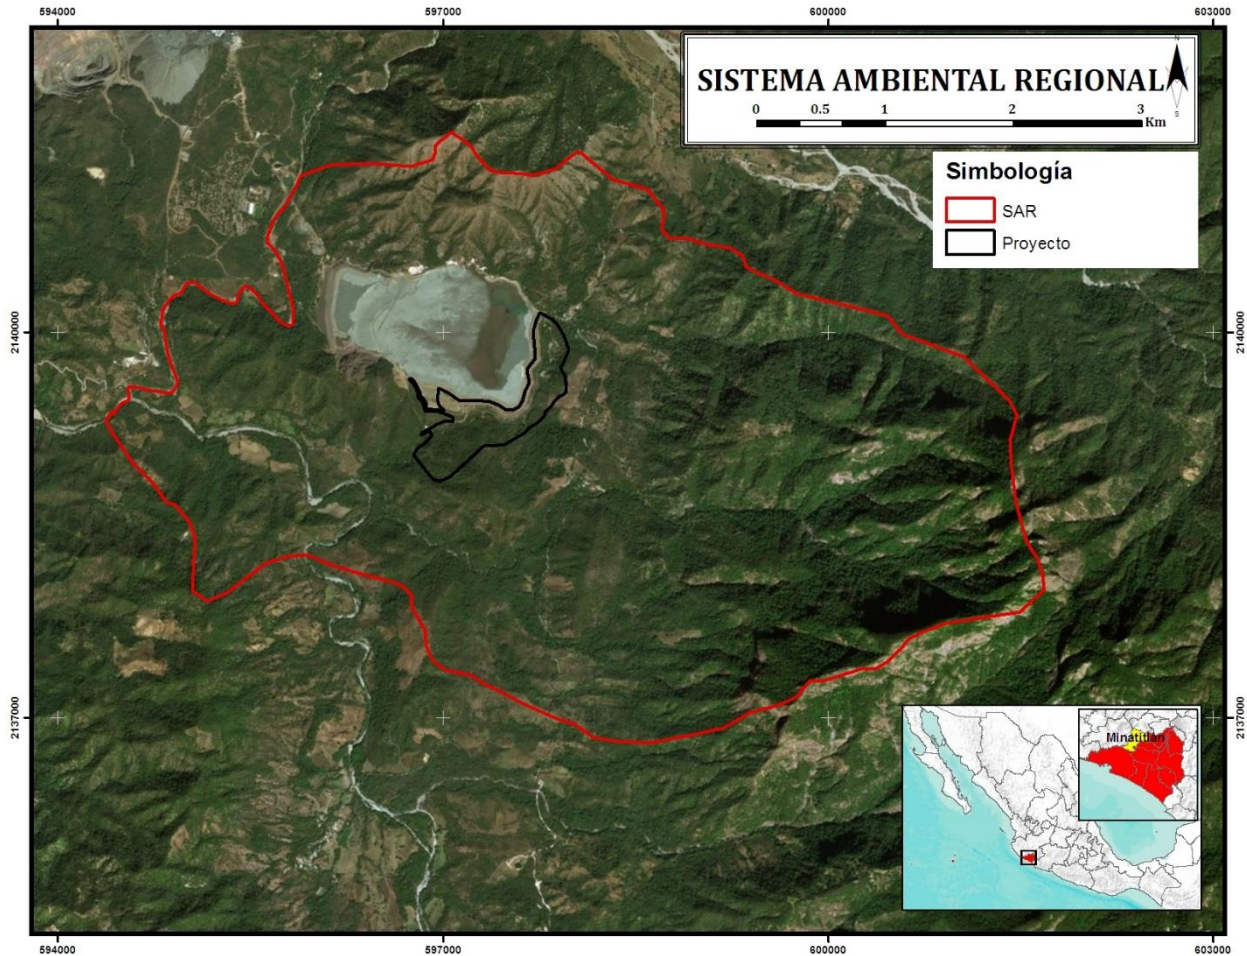 594000 597000 600000 603000
N
SISTEMA AMBIENTAL REGIONAL
0 0.5 1 2 3
Km
S
Simbología
SAR
Proyecto
2140000 2140000
2137000 2137000
Minatitlán
594000 597000 600000 603000